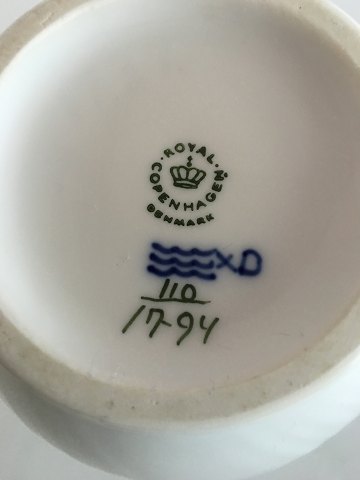 ROYAL
COPENHAGEN
DENMARK
XD
110
1794